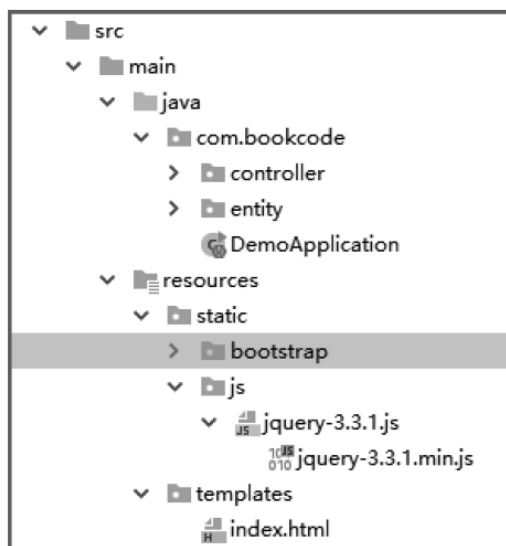 src
main
java
com.bookcode
controller
entity
DemoApplication
resources
static
bootstrap
js
jquery-3.3.1.js
jquery-3.3.1.min.js
templates
index.html